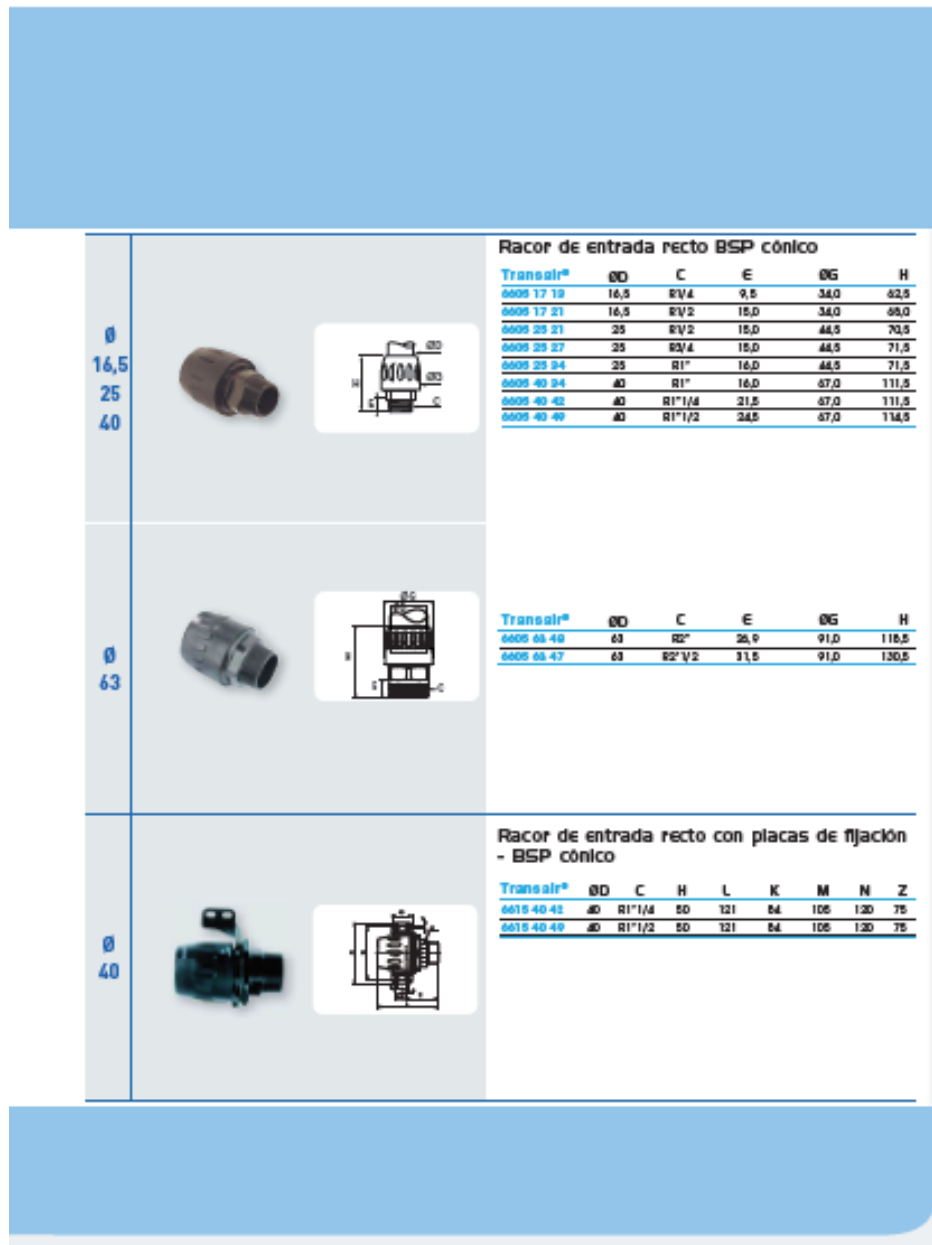 Racor de entrada recto BSP cónico
Transair® ØD C E ØG H
6605 17 13 16,5 R1/4 9,5 34,0 62,5
6605 17 21 16,5 R1/2 15,0 34,0 65,0
6605 25 21 25 R1/2 15,0 44,5 70,5
6605 25 27 25 R3/4 15,0 44,5 71,5
6605 25 34 25 R1" 16,0 44,5 71,5
6605 40 34 40 R1" 16,0 67,0 111,5
6605 40 42 40 R1"1/4 21,5 67,0 111,5
6605 40 49 40 R1"1/2 24,5 67,0 114,5
Ø
16,5
25
40
ØD
H
C
Ø
63
ØG
H
E
C
Transair® ØD C E ØG H
6605 63 48 63 R2" 26,9 91,0 118,5
6605 63 47 63 R2"1/2 31,5 91,0 130,5
Racor de entrada recto con placas de fijación
- BSP cónico
Transair® ØD C H L K M N Z
6615 40 42 40 R1"1/4 50 121 84 105 120 75
6615 40 49 40 R1"1/2 50 121 84 105 120 75
Ø
40